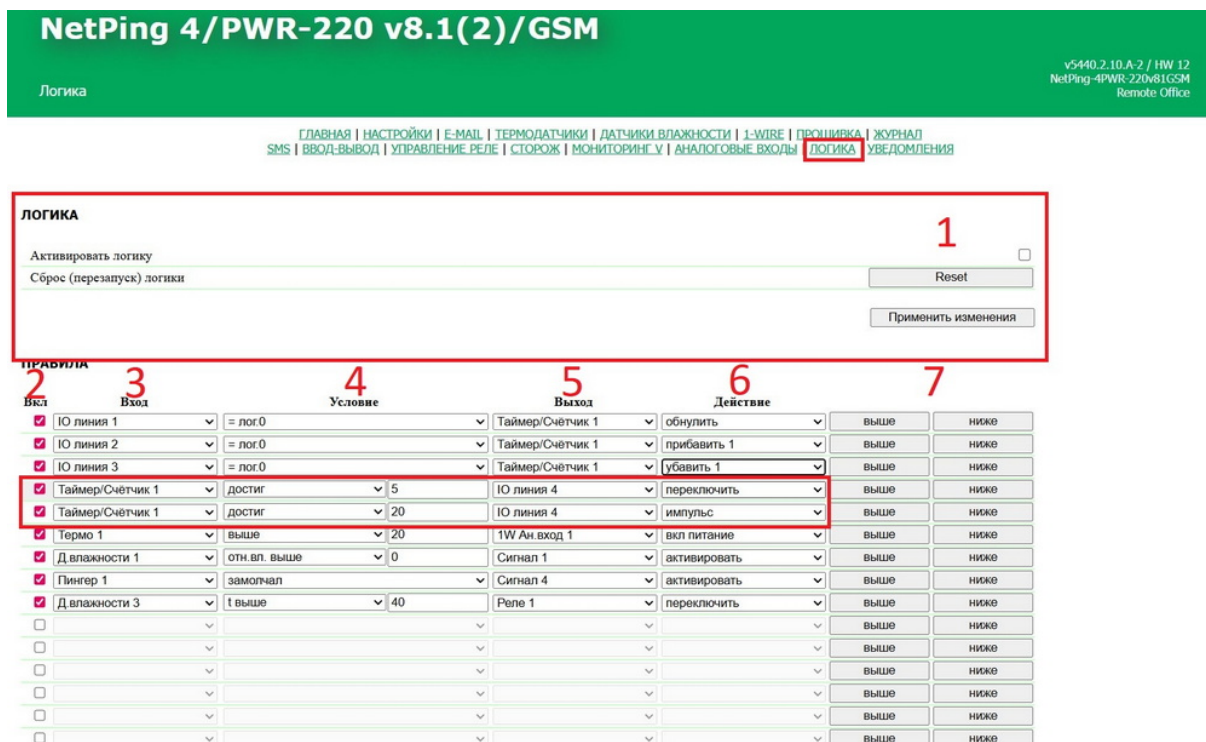 NetPing 4/PWR-220 v8.1(2)/GSM
v5440.2.10.A-2 / HW 12
NetPing-4PWR-220v81GSM
Remote Office
Логика
ГЛАВНАЯ | НАСТРОЙКИ | E-MAIL | ТЕРМОДАТЧИКИ | ДАТЧИКИ ВЛАЖНОСТИ | 1-WIRE | ПРОШИВКА | ЖУРНАЛ
SMS | ВВОД-ВЫВОД | УПРАВЛЕНИЕ РЕЛЕ | СТОРОЖ | МОНИТОРИНГ V | АНАЛОГОВЫЕ ВХОДЫ | ЛОГИКА | УВЕДОМЛЕНИЯ
ЛОГИКА
1
Активировать логику
Сброс (перезапуск) логики Reset
Применить изменения
ПРАВИЛА
2 3 4 5 6 7
Вкл Вход Условие Выход Действие
IO линия 1 = лог.0 Таймер/Счётчик 1 обнулить выше ниже
IO линия 2 = лог.0 Таймер/Счётчик 1 прибавить 1 выше ниже
IO линия 3 = лог.0 Таймер/Счётчик 1 убавить 1 выше ниже
Таймер/Счётчик 1 достиг 5 IO линия 4 переключить выше ниже
Таймер/Счётчик 1 достиг 20 IO линия 4 импульс выше ниже
Термо 1 выше 20 1W Ан.вход 1 вкл питание выше ниже
Д.влажности 1 отн.вл. выше 0 Сигнал 1 активировать выше ниже
Пингер 1 замолчал Сигнал 4 активировать выше ниже
Д.влажности 3 t выше 40 Реле 1 переключить выше ниже
выше ниже
выше ниже
выше ниже
выше ниже
выше ниже
выше ниже